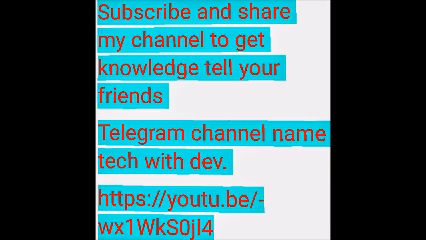 Subscribe and share
my channel to get
knowledge tell your
friends
Telegram channel name
tech with dev.
https://youtu.be/-
wx1WkS0jl4